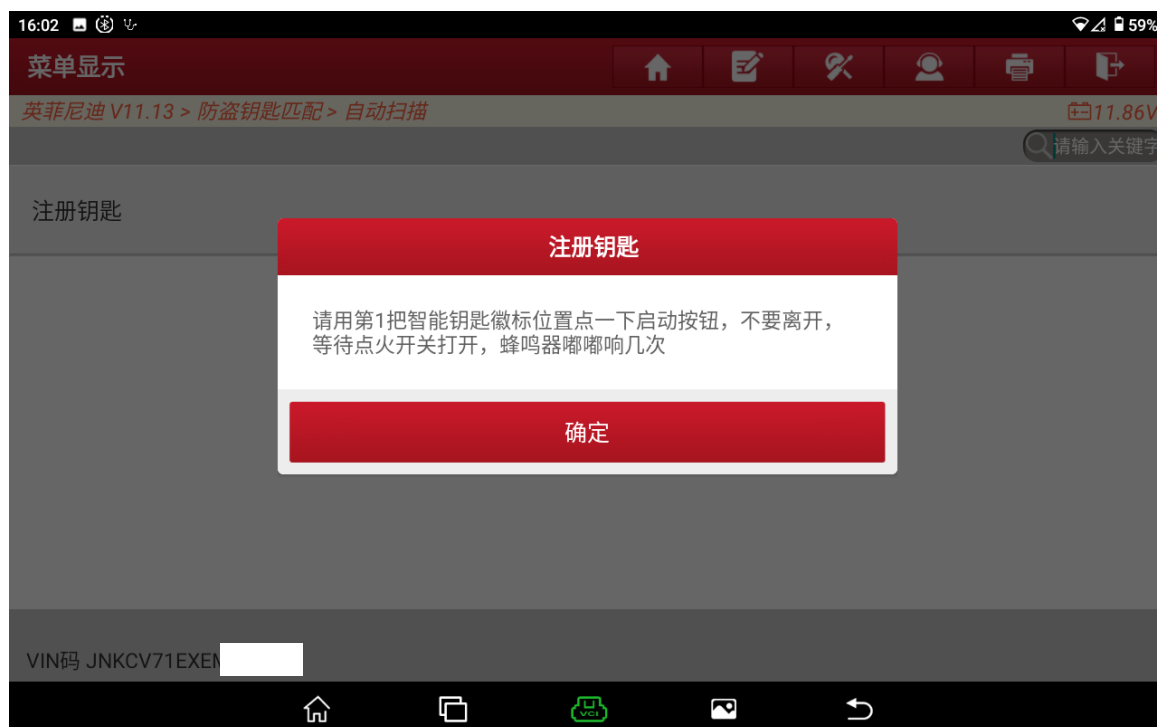 16:02
59%
菜单显示
英菲尼迪 V11.13 > 防盗钥匙匹配 > 自动扫描
11.86V
请输入关键字
注册钥匙
注册钥匙
请用第1把智能钥匙徽标位置点一下启动按钮，不要离开，
等待点火开关打开，蜂鸣器嘟嘟响几次
确定
VIN码 JNKCV71EXEM
VCI